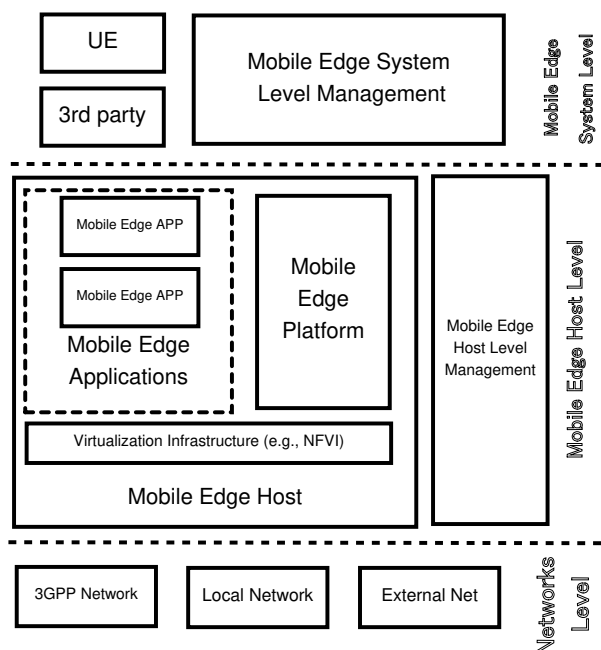 UE
3rd party
Mobile Edge System
Level Management
Mobile Edge
System Level
Mobile Edge APP
Mobile Edge APP
Mobile Edge
Applications
Mobile
Edge
Platform
Virtualization Infrastructure (e.g., NFVI)
Mobile Edge Host
Mobile Edge
Host Level
Management
Mobile Edge Host Level
3GPP Network
Local Network
External Net
Networks
Level